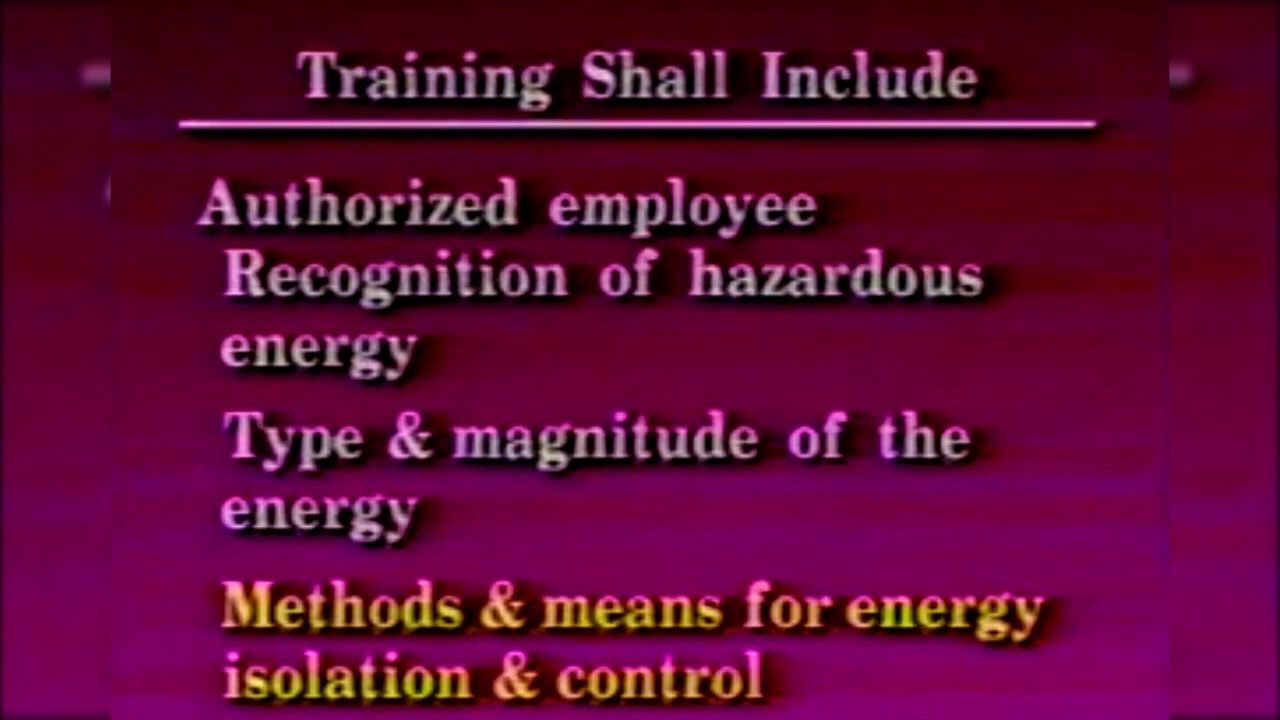 Training Shall Include
Authorized employee
Recognition of hazardous
energy
Type & magnitude of the
energy
Methods & means for energy
isolation & control